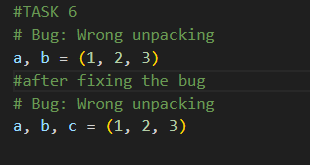 #TASK 6
# Bug: Wrong unpacking
a, b = (1, 2, 3)
#after fixing the bug
# Bug: Wrong unpacking
a, b, c = (1, 2, 3)